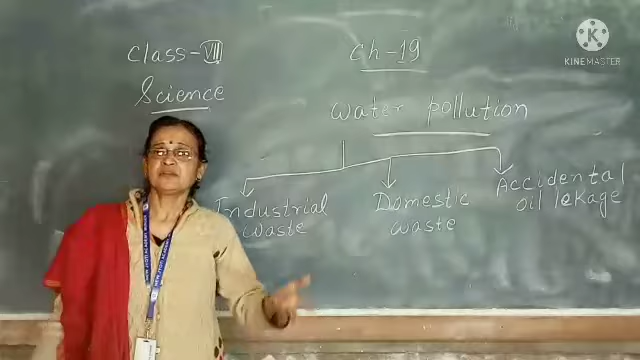 Class-VII
Ch-19
Science
Water pollution
Industrial waste
Domestic waste
Accidental oil lekage
KINEMASTER